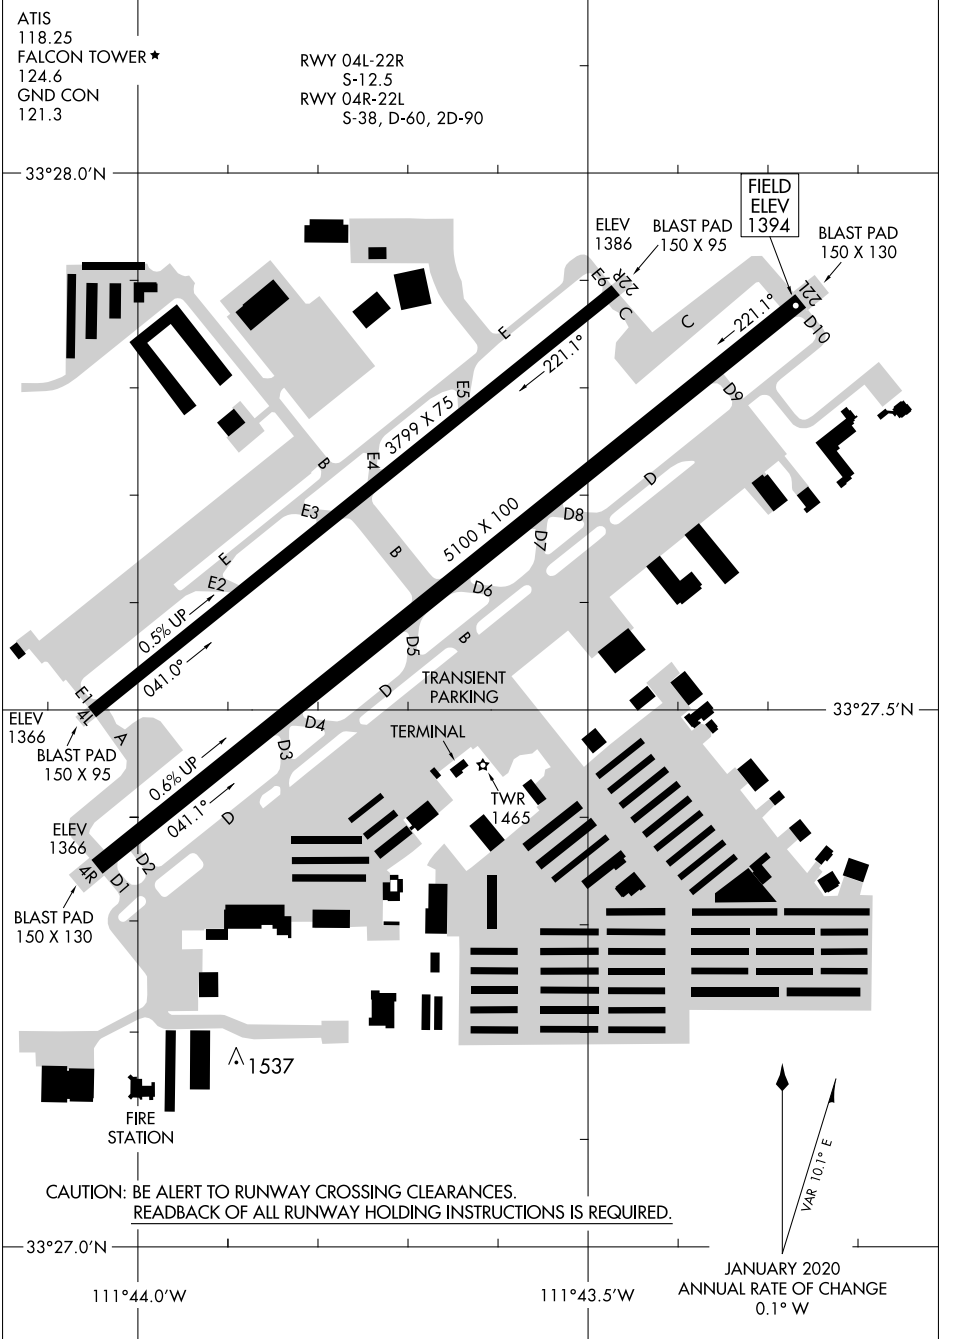 ATIS
118.25
FALCON TOWER★
124.6
GND CON
121.3
RWY 04L-22R
S-12.5
RWY 04R-22L
S-38, D-60, 2D-90
33°28.0'N
FIELD
ELEV
1394
ELEV
1386
BLAST PAD
150 X 95
BLAST PAD
150 X 130
E6
22R
22L
C
C
D10
221.1°
221.1°
E
E5
D9
3799 X 75
E4
B
D
E3
5100 X 100
D8
D7
B
E
E2
D6
0.5% UP
D5
B
041.0°
TRANSIENT
PARKING
D
E1
4L
ELEV
1366
33°27.5'N
D4
TERMINAL
A
BLAST PAD
150 X 95
D3
0.6% UP
TWR
1465
041.1°
D
ELEV
1366
D2
4R
D1
BLAST PAD
150 X 130
1537
FIRE
STATION
VAR 10.1° E
CAUTION: BE ALERT TO RUNWAY CROSSING CLEARANCES.
READBACK OF ALL RUNWAY HOLDING INSTRUCTIONS IS REQUIRED.
33°27.0'N
JANUARY 2020
ANNUAL RATE OF CHANGE
0.1° W
111°44.0'W
111°43.5'W